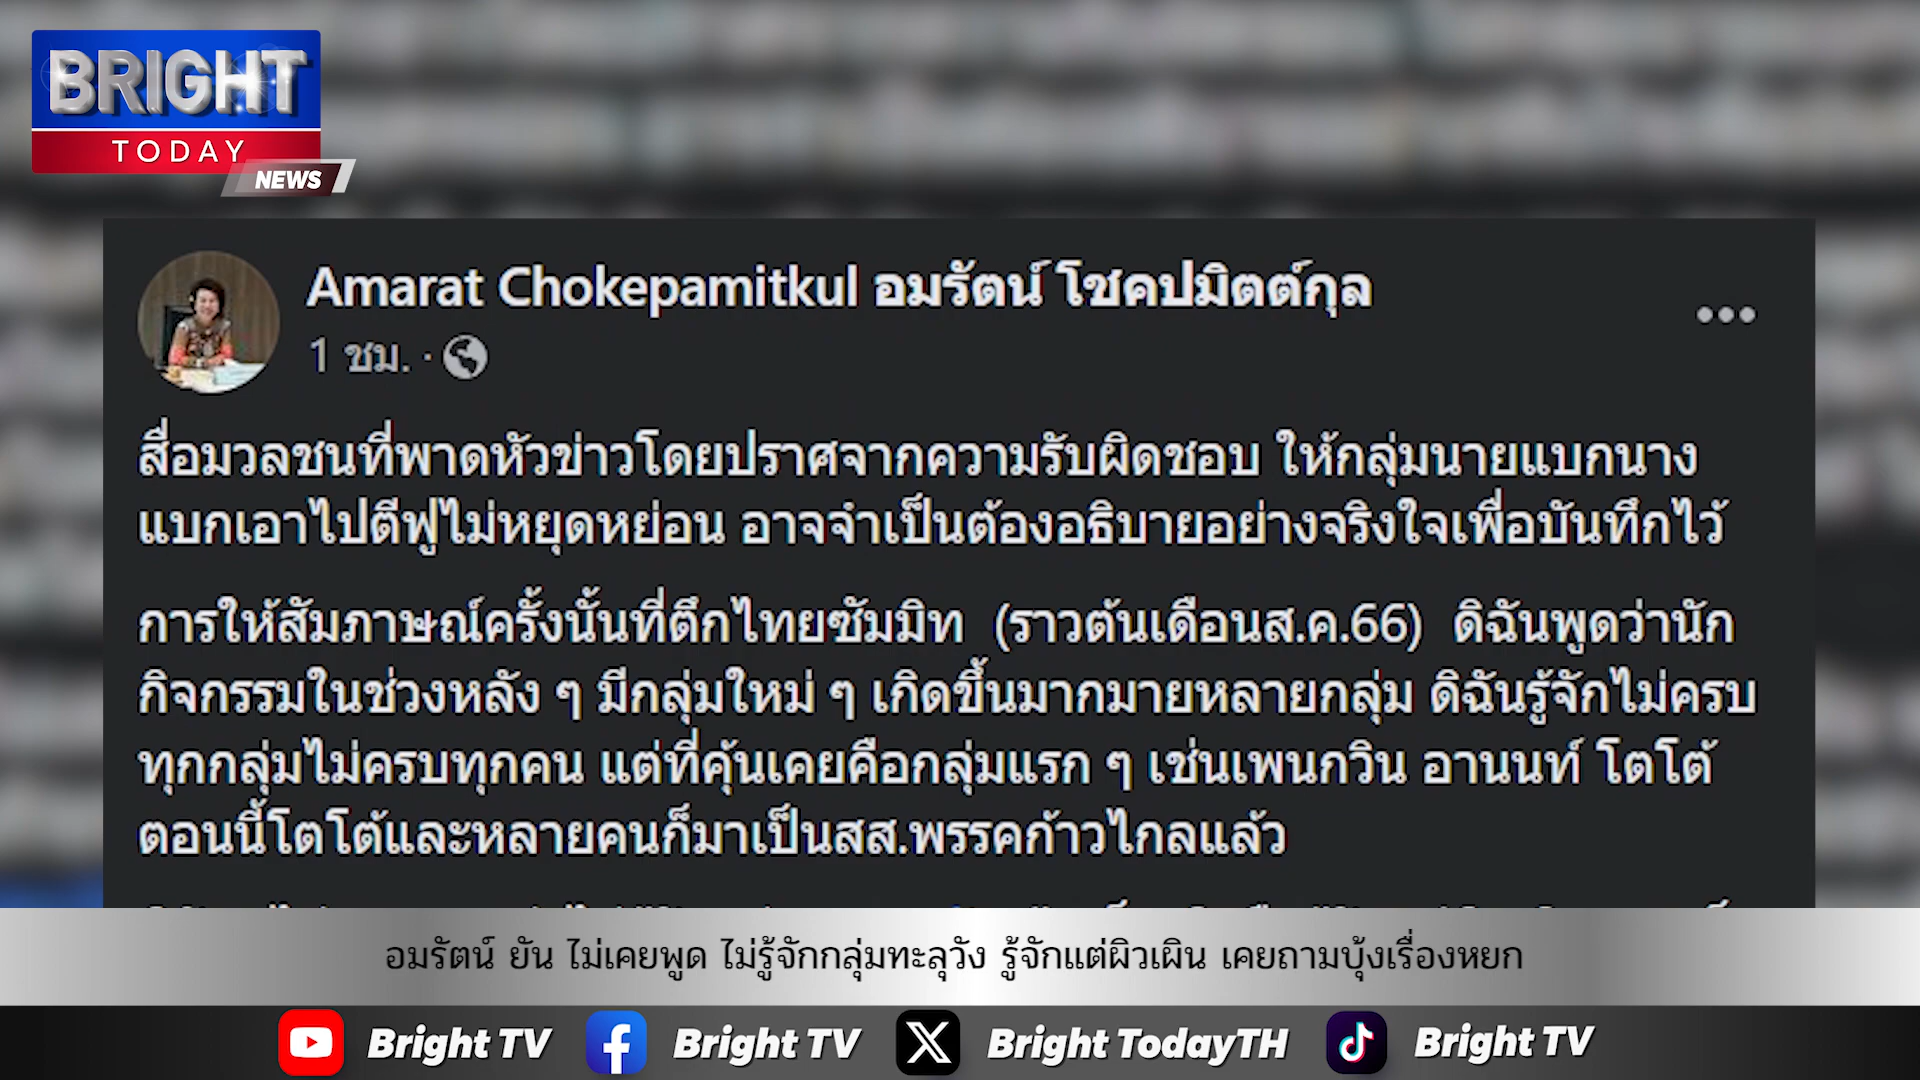 BRIGHT
TODAY
NEWS
Amarat Chokepamitkul อมรัตน์ โชคปมิตต์กุล
1 ชม. ·
สื่อมวลชนที่พาดหัวข่าวโดยปราศจากความรับผิดชอบ ให้กลุ่มนายแบกนาง
แบกเอาไปตีฟูไม่หยุดหย่อน อาจจำเป็นต้องอธิบายอย่างจริงใจเพื่อบันทึกไว้
การให้สัมภาษณ์ครั้งนั้นที่ตึกไทยซัมมิท (ราวต้นเดือนส.ค.66) ดิฉันพูดว่านัก
กิจกรรมในช่วงหลัง ๆ มีกลุ่มใหม่ ๆ เกิดขึ้นมากมายหลายกลุ่ม ดิฉันรู้จักไม่ครบ
ทุกกลุ่มไม่ครบทุกคน แต่ที่คุ้นเคยคือกลุ่มแรก ๆ เช่นเพนกวิน อานนท์ โตโต้
ตอนนี้โตโต้และหลายคนก็มาเป็นสส.พรรคก้าวไกลแล้ว
อมรัตน์ ยัน ไม่เคยพูด ไม่รู้จักกลุ่มทะลุวัง รู้จักแต่ผิวเผิน เคยถามบุ้งเรื่องหยก
Bright TV Bright TV Bright TodayTH Bright TV